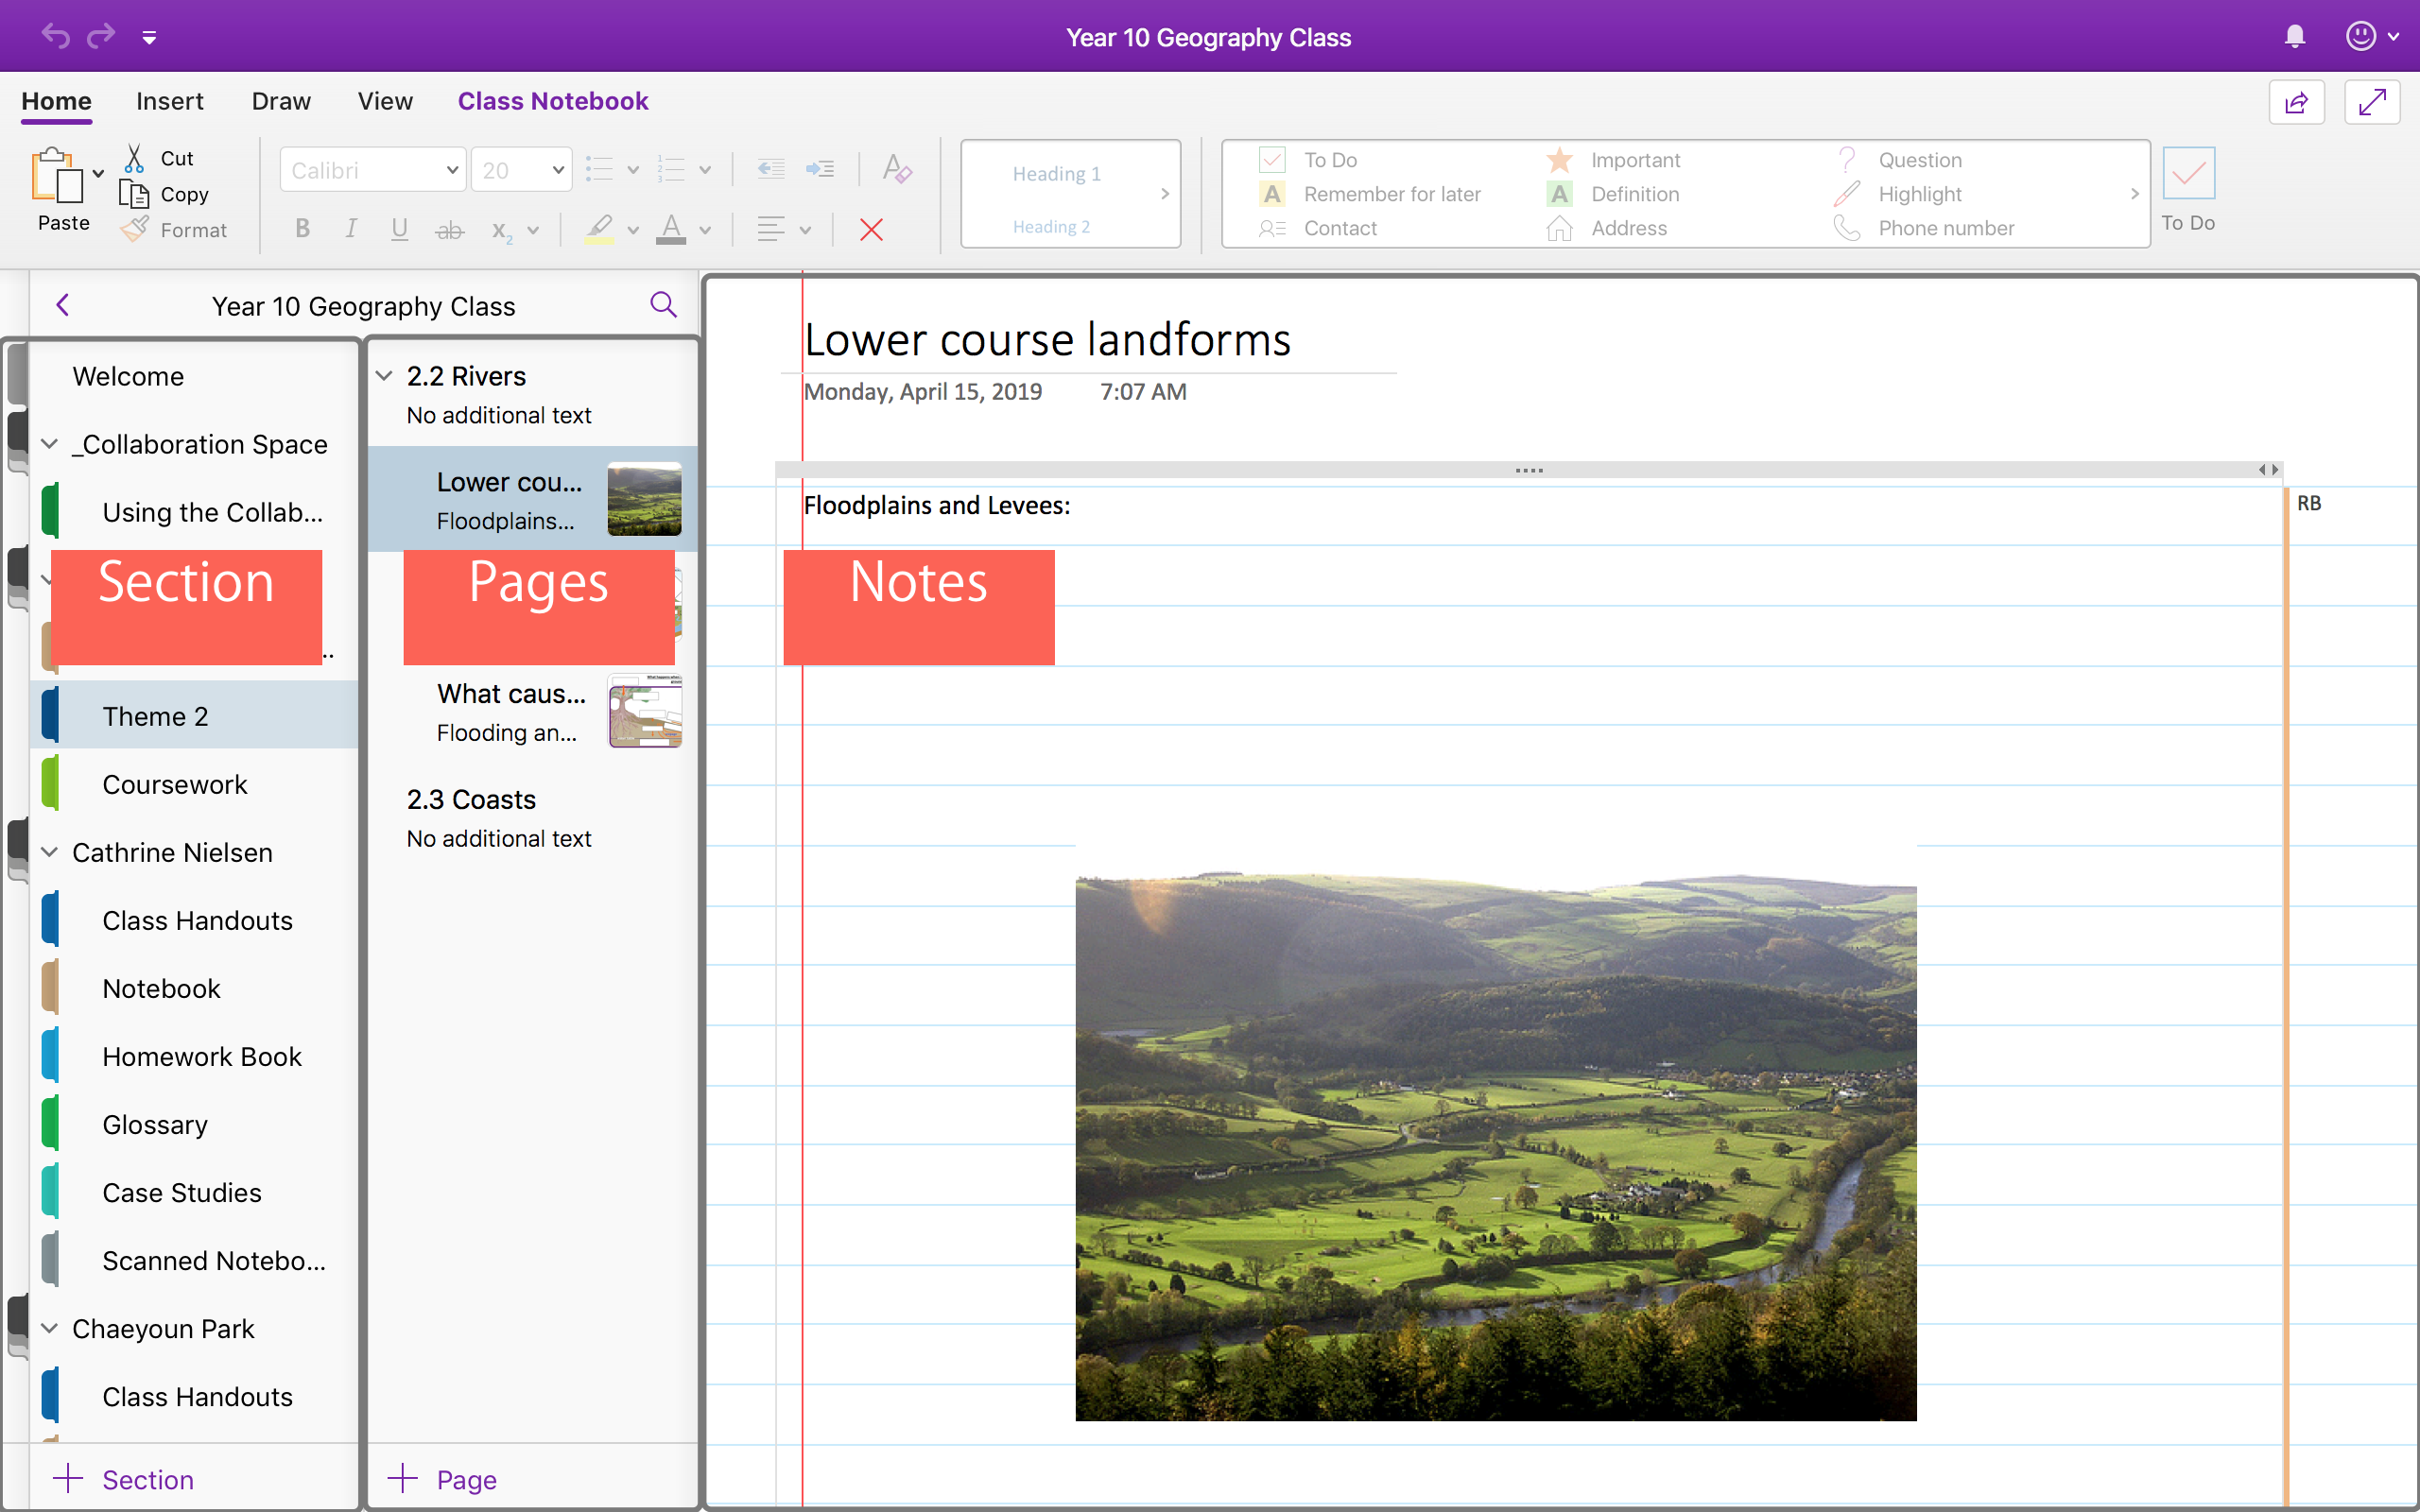 Year 10 Geography Class
Home Insert Draw View Class Notebook
Paste
Cut
Copy
Format
Calibri 20
B I U ab x2 A
Heading 1
Heading 2
To Do
Important
Question
Remember for later
Definition
Highlight
Contact
Address
Phone number
To Do
Year 10 Geography Class
Welcome
_Collaboration Space
Using the Collab...
Section
..
Theme 2
Coursework
Cathrine Nielsen
Class Handouts
Notebook
Homework Book
Glossary
Case Studies
Scanned Notebo...
Chaeyoun Park
Class Handouts
Section
2.2 Rivers
No additional text
Lower cou...
Floodplains...
Pages
What caus...
Flooding an...
2.3 Coasts
No additional text
Page
Lower course landforms
Monday, April 15, 2019 7:07 AM
Floodplains and Levees:
RB
Notes